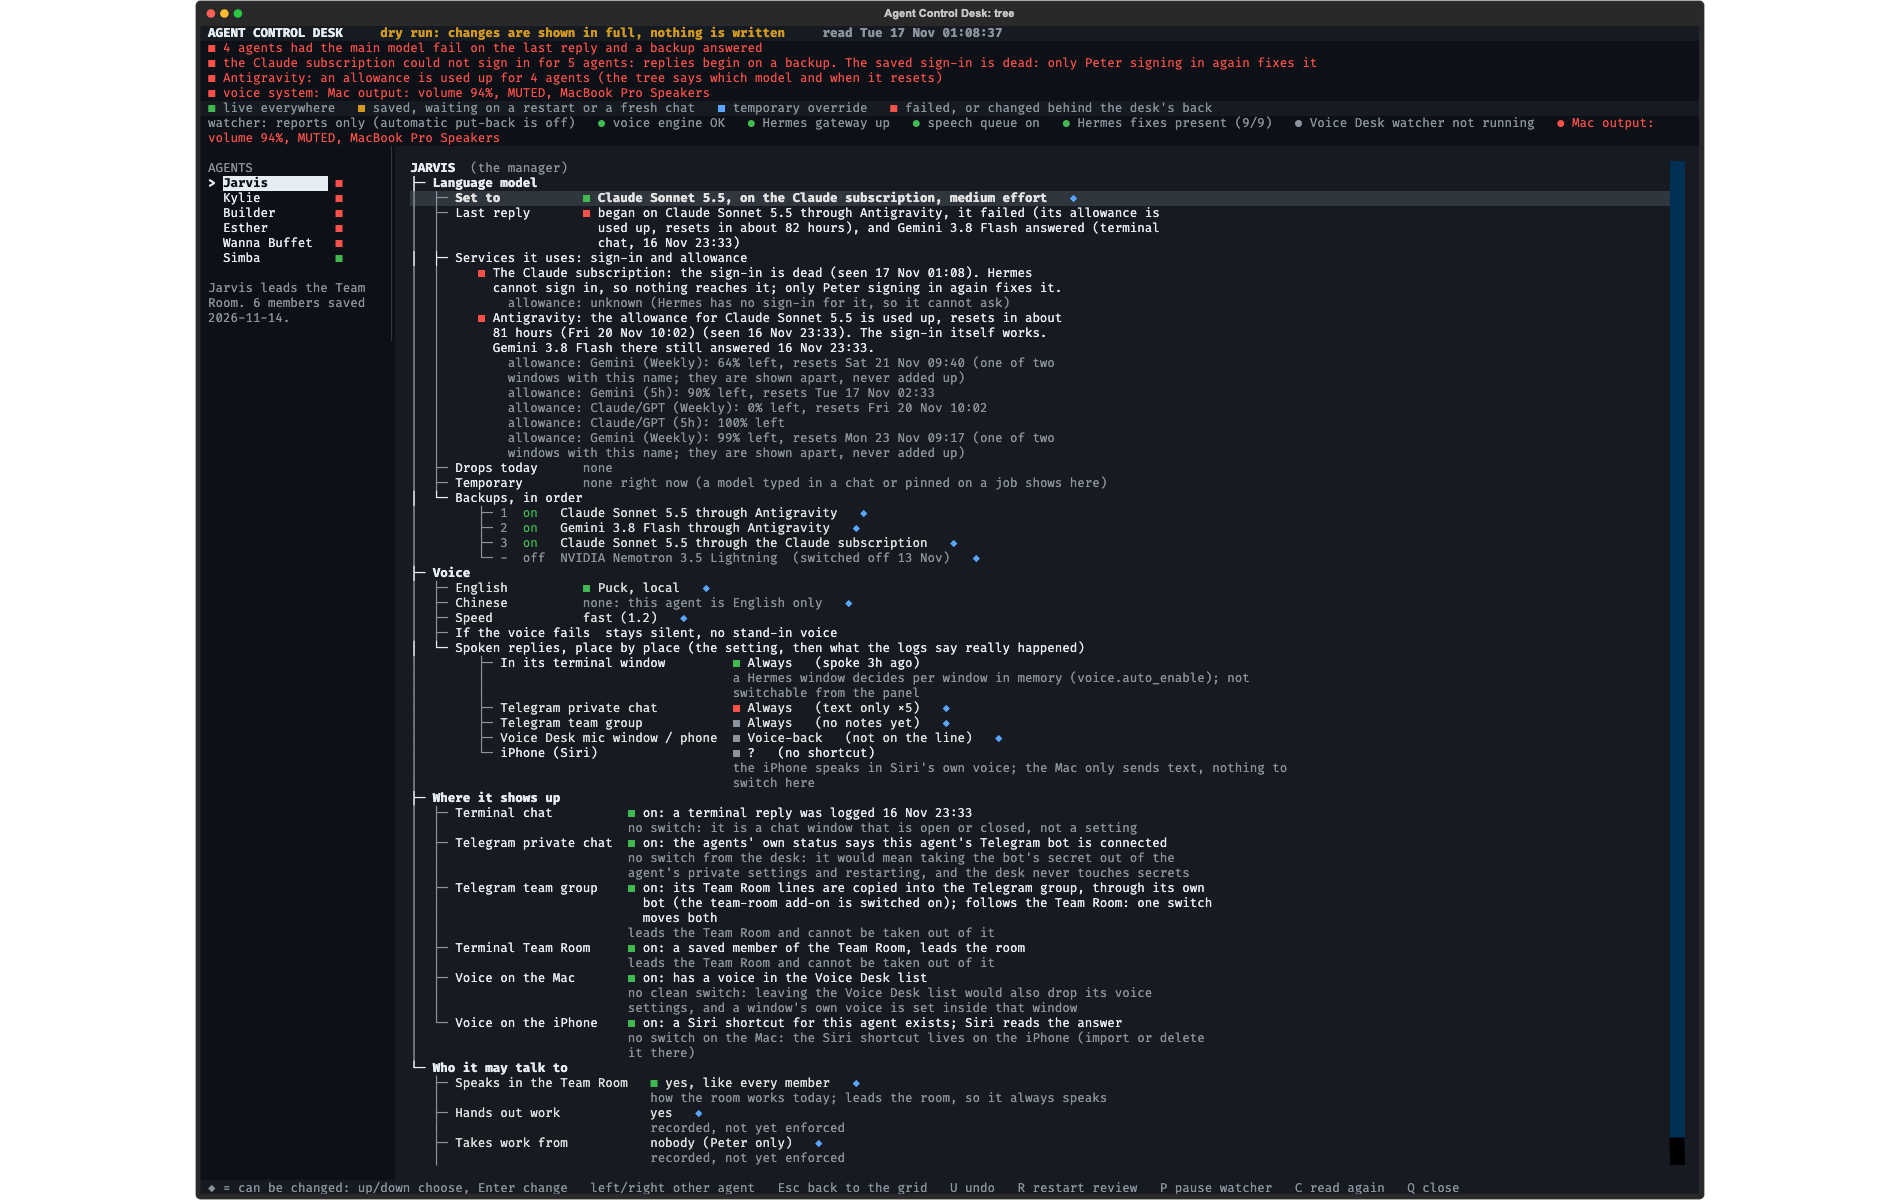 Agent Control Desk: tree
AGENT CONTROL DESK dry run: changes are shown in full, nothing is written read Tue 17 Nov 01:08:37
4 agents had the main model fail on the last reply and a backup answered
the Claude subscription could not sign in for 5 agents: replies begin on a backup. The saved sign-in is dead: only Peter signing in again fixes it
Antigravity: an allowance is used up for 4 agents (the tree says which model and when it resets)
voice system: Mac output: volume 94%, MUTED, MacBook Pro Speakers
live everywhere saved, waiting on a restart or a fresh chat temporary override failed, or changed behind the desk's back
watcher: reports only (automatic put-back is off) ● voice engine OK ● Hermes gateway up ● speech queue on ● Hermes fixes present (9/9) ● Voice Desk watcher not running ● Mac output:
volume 94%, MUTED, MacBook Pro Speakers
AGENTS
> Jarvis
Kylie
Builder
Esther
Wanna Buffet
Simba
Jarvis leads the Team
Room. 6 members saved
2026-11-14.
JARVIS (the manager)
Language model
Set to Claude Sonnet 5.5, on the Claude subscription, medium effort ◆
Last reply began on Claude Sonnet 5.5 through Antigravity, it failed (its allowance is
used up, resets in about 82 hours), and Gemini 3.8 Flash answered (terminal
chat, 16 Nov 23:33)
Services it uses: sign-in and allowance
The Claude subscription: the sign-in is dead (seen 17 Nov 01:08). Hermes
cannot sign in, so nothing reaches it; only Peter signing in again fixes it.
allowance: unknown (Hermes has no sign-in for it, so it cannot ask)
Antigravity: the allowance for Claude Sonnet 5.5 is used up, resets in about
81 hours (Fri 20 Nov 10:02) (seen 16 Nov 23:33). The sign-in itself works.
Gemini 3.8 Flash there still answered 16 Nov 23:33.
allowance: Gemini (Weekly): 64% left, resets Sat 21 Nov 09:40 (one of two
windows with this name; they are shown apart, never added up)
allowance: Gemini (5h): 90% left, resets Tue 17 Nov 02:33
allowance: Claude/GPT (Weekly): 0% left, resets Fri 20 Nov 10:02
allowance: Claude/GPT (5h): 100% left
allowance: Gemini (Weekly): 99% left, resets Mon 23 Nov 09:17 (one of two
windows with this name; they are shown apart, never added up)
Drops today none
Temporary none right now (a model typed in a chat or pinned on a job shows here)
Backups, in order
1 on Claude Sonnet 5.5 through Antigravity ◆
2 on Gemini 3.8 Flash through Antigravity ◆
3 on Claude Sonnet 5.5 through the Claude subscription ◆
- off NVIDIA Nemotron 3.5 Lightning (switched off 13 Nov) ◆
Voice
English Puck, local ◆
Chinese none: this agent is English only ◆
Speed fast (1.2) ◆
If the voice fails stays silent, no stand-in voice
Spoken replies, place by place (the setting, then what the logs say really happened)
In its terminal window Always (spoke 3h ago)
a Hermes window decides per window in memory (voice.auto_enable); not
switchable from the panel
Telegram private chat Always (text only ×5) ◆
Telegram team group Always (no notes yet) ◆
Voice Desk mic window / phone Voice-back (not on the line) ◆
iPhone (Siri) ? (no shortcut)
the iPhone speaks in Siri's own voice; the Mac only sends text, nothing to
switch here
Where it shows up
Terminal chat on: a terminal reply was logged 16 Nov 23:33
no switch: it is a chat window that is open or closed, not a setting
Telegram private chat on: the agents' own status says this agent's Telegram bot is connected
no switch from the desk: it would mean taking the bot's secret out of the
agent's private settings and restarting, and the desk never touches secrets
Telegram team group on: its Team Room lines are copied into the Telegram group, through its own
bot (the team-room add-on is switched on); follows the Team Room: one switch
moves both
leads the Team Room and cannot be taken out of it
Terminal Team Room on: a saved member of the Team Room, leads the room
leads the Team Room and cannot be taken out of it
Voice on the Mac on: has a voice in the Voice Desk list
no clean switch: leaving the Voice Desk list would also drop its voice
settings, and a window's own voice is set inside that window
Voice on the iPhone on: a Siri shortcut for this agent exists; Siri reads the answer
no switch on the Mac: the Siri shortcut lives on the iPhone (import or delete
it there)
Who it may talk to
Speaks in the Team Room yes, like every member ◆
how the room works today; leads the room, so it always speaks
Hands out work yes ◆
recorded, not yet enforced
Takes work from nobody (Peter only) ◆
recorded, not yet enforced
◆ = can be changed: up/down choose, Enter change left/right other agent Esc back to the grid U undo R restart review P pause watcher C read again Q close